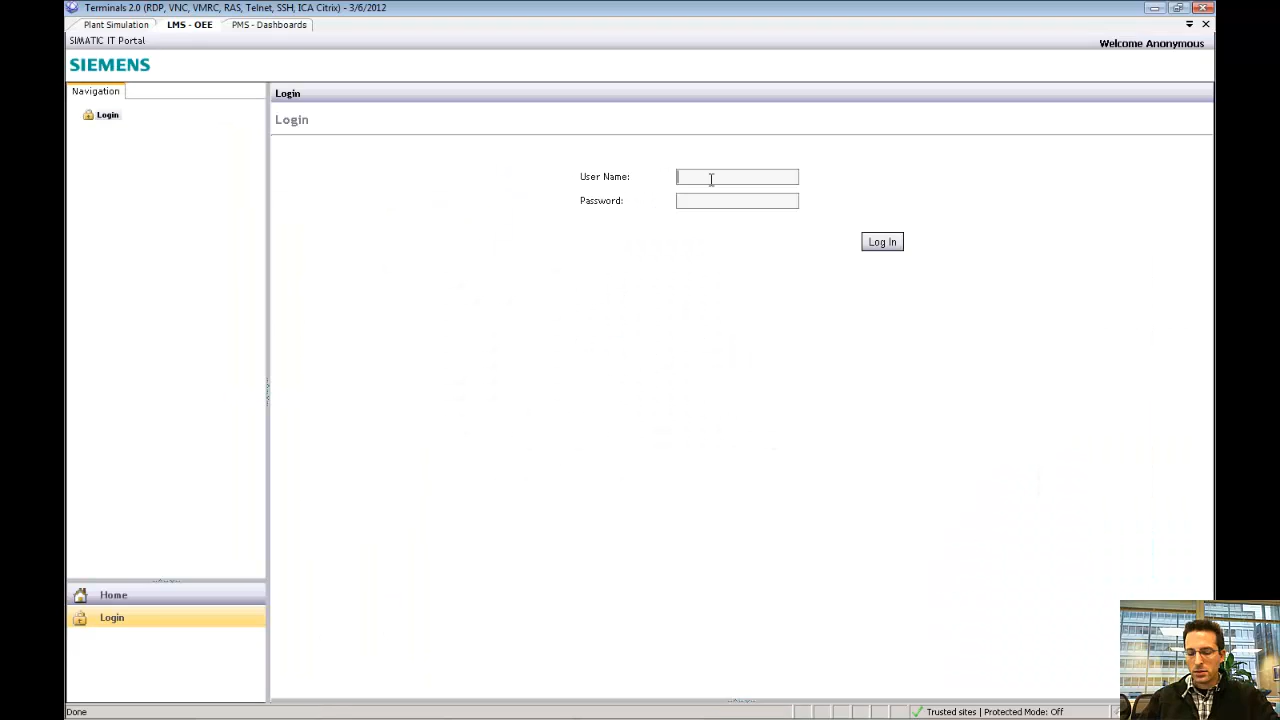 Terminals 2.0 (RDP, VNC, VMRC, RAS, Telnet, SSH, ICA Citrix) - 3/6/2012
Plant Simulation LMS - OEE PMS - Dashboards
SIMATIC IT Portal
Welcome Anonymous
SIEMENS
Navigation
Login
Login
Login
User Name:
Password:
Log In
Home
Login
Done
Trusted sites | Protected Mode: Off